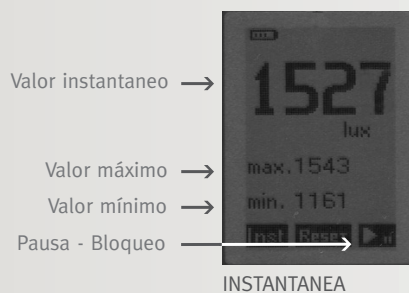 Valor instantaneo
1527
lux
Valor máximo
max.1543
Valor mínimo
min. 1161
Pausa - Bloqueo
Inst Reset
INSTANTANEA